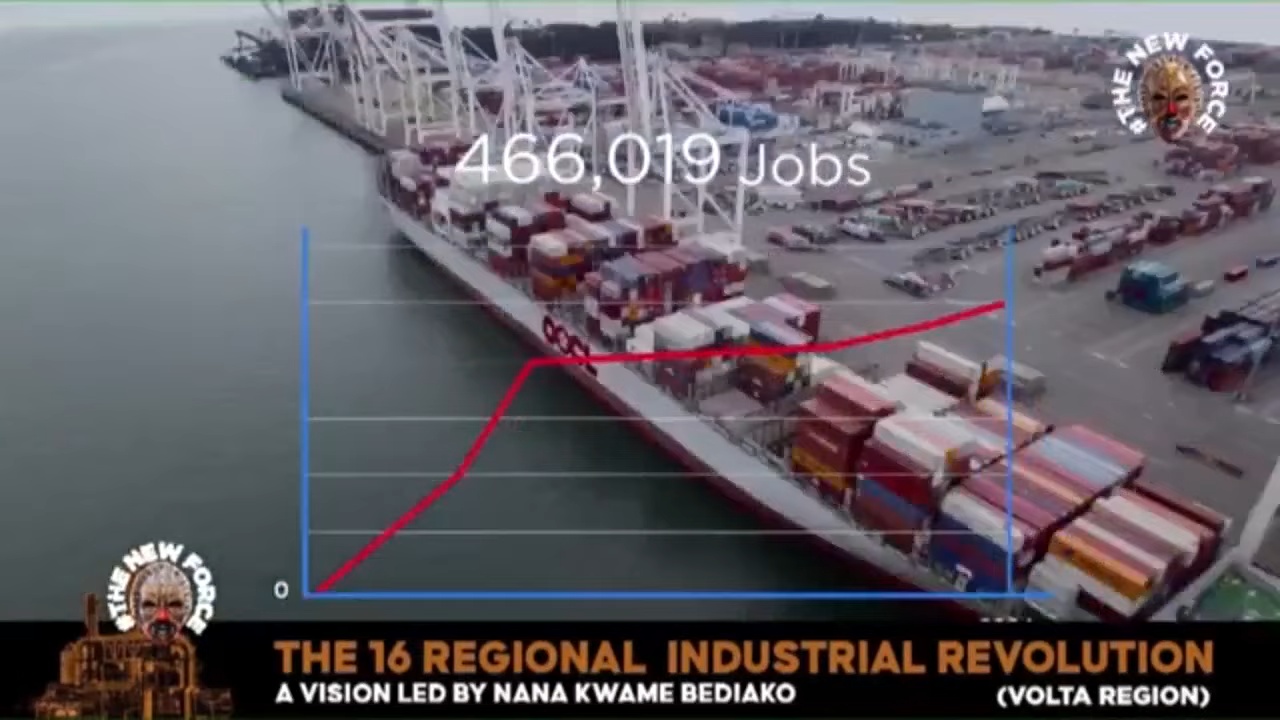 #THE NEW FORCE
466,019 Jobs
0
#THE NEW FORCE
THE 16 REGIONAL INDUSTRIAL REVOLUTION
A VISION LED BY NANA KWAME BEDIAKO
(VOLTA REGION)